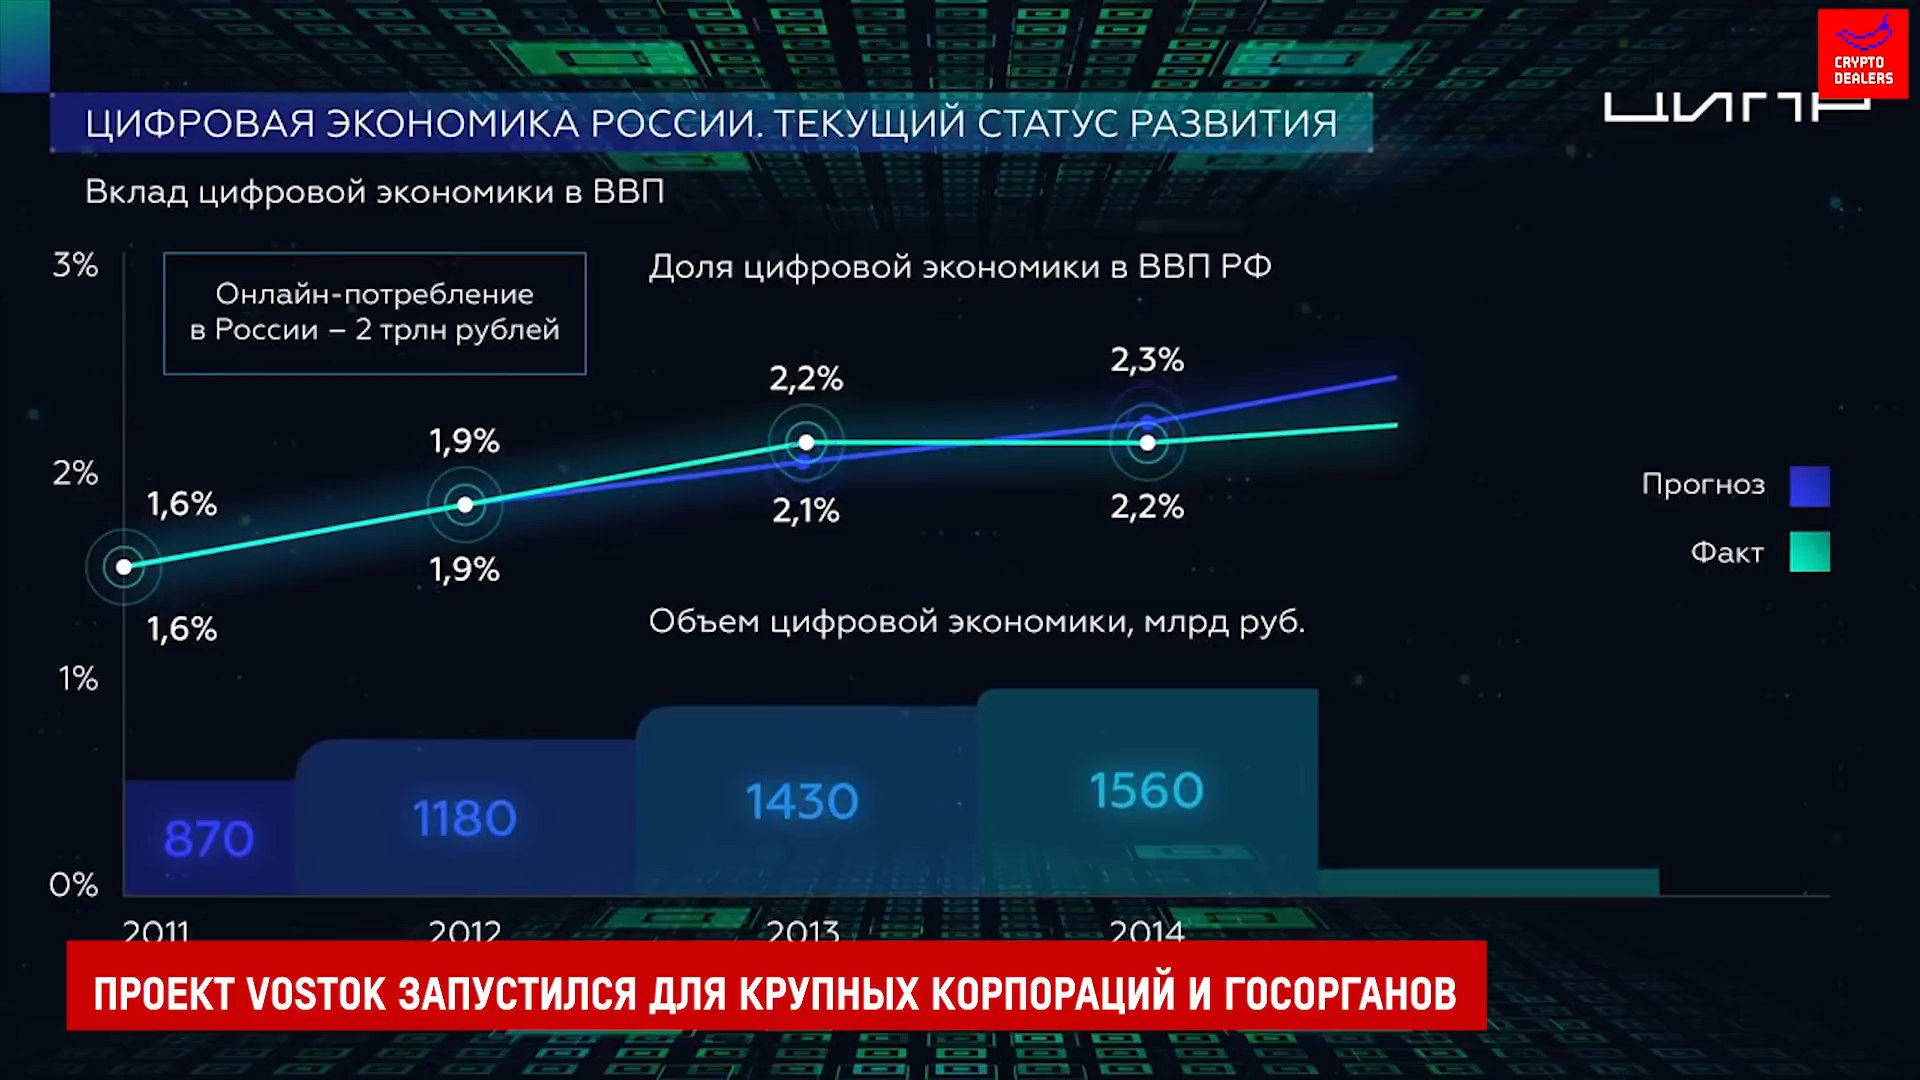 CRYPTO
DEALERS
ЦИПР
ЦИФРОВАЯ ЭКОНОМИКА РОССИИ. ТЕКУЩИЙ СТАТУС РАЗВИТИЯ
Вклад цифровой экономики в ВВП
3%
Онлайн-потребление
в России – 2 трлн рублей
Доля цифровой экономики в ВВП РФ
2,3%
2,2%
1,9%
2%
1,6%
2,1%
2,2%
1,9%
1,6%
Прогноз
Факт
Объем цифровой экономики, млрд руб.
1%
870
1180
1430
1560
0%
2011
2012
2013
2014
ПРОЕКТ VOSTOK ЗАПУСТИЛСЯ ДЛЯ КРУПНЫХ КОРПОРАЦИЙ И ГОСОРГАНОВ